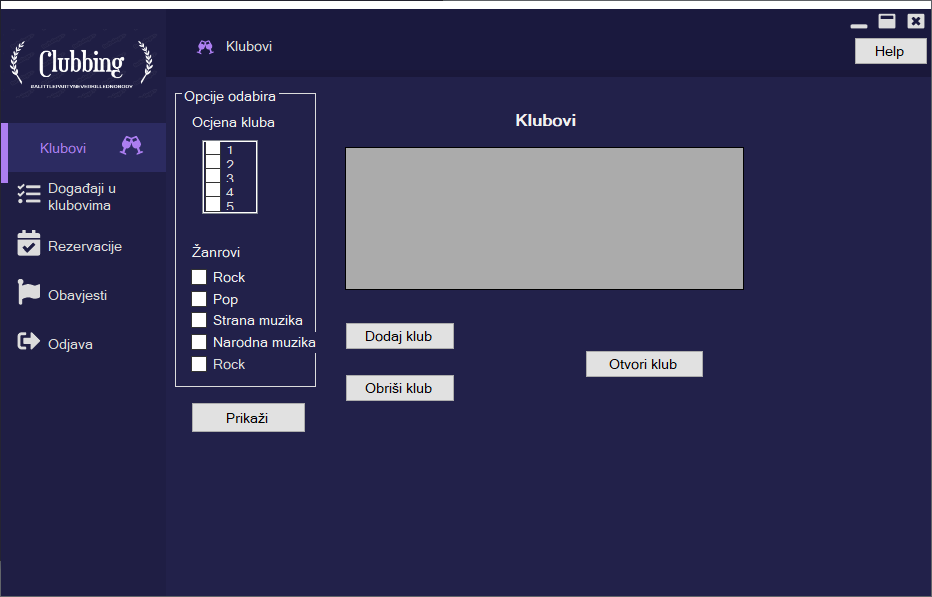 Clubbing
#ALITTLEPARTYNEVERKILLEDNOBODY
Klubovi
Help
Klubovi
Događaji u
klubovima
Rezervacije
Obavjesti
Odjava
Opcije odabira
Ocjena kluba
1
2
3
4
5
Žanrovi
Rock
Pop
Strana muzika
Narodna muzika
Rock
Prikaži
Klubovi
Dodaj klub
Obriši klub
Otvori klub